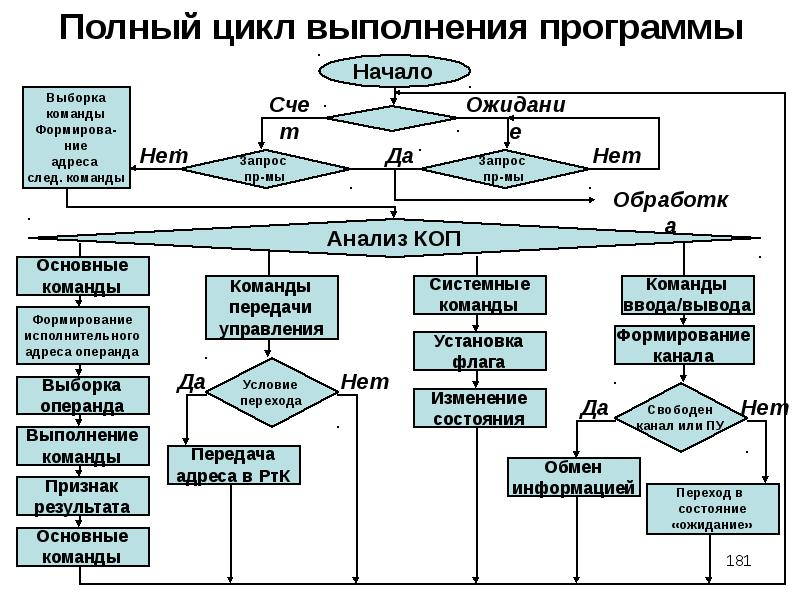 Полный цикл выполнения программы
Начало
Выборка
команды
Формирова-
ние
адреса
след. команды
Сче
т
Ожидани
е
Нет
Запрос
пр-мы
Да
Запрос
пр-мы
Нет
Обработк
а
Анализ КОП
Основные
команды
Формирование
исполнительного
адреса операнда
Выборка
операнда
Выполнение
команды
Признак
результата
Основные
команды
Команды
передачи
управления
Да
Условие
перехода
Нет
Передача
адреса в РтК
Системные
команды
Установка
флага
Изменение
состояния
Команды
ввода/вывода
Формирование
канала
Да
Свободен
канал или ПУ
Нет
Обмен
информацией
Переход в
состояние
‹‹ожидание››
181